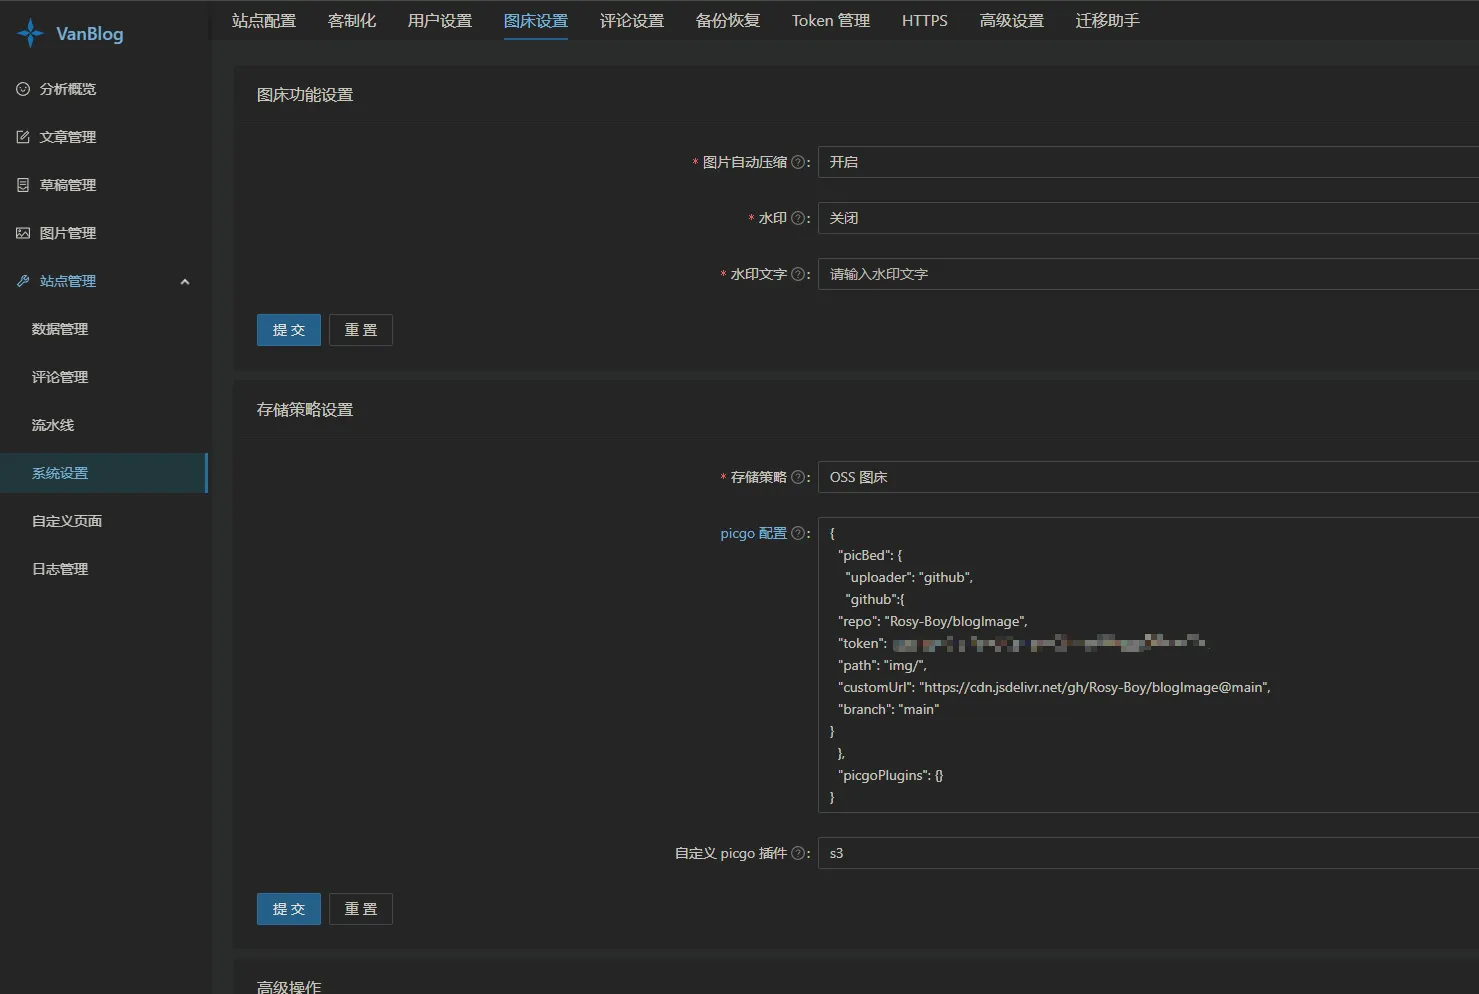 VanBlog
站点配置 客制化 用户设置 图床设置 评论设置 备份恢复 Token 管理 HTTPS 高级设置 迁移助手
分析概览
文章管理
草稿管理
图片管理
站点管理
数据管理
评论管理
流水线
系统设置
自定义页面
日志管理
图床功能设置
* 图片自动压缩 ? : 开启
* 水印 ? : 关闭
* 水印文字 ? : 请输入水印文字
提 交 重 置
存储策略设置
* 存储策略 ? : OSS 图床
picgo 配置 ? : {
"picBed": {
"uploader": "github",
"github":{
"repo": "Rosy-Boy/blogImage",
"token":
"path": "img/",
"customUrl": "https://cdn.jsdelivr.net/gh/Rosy-Boy/blogImage@main",
"branch": "main"
}
},
"picgoPlugins": {}
}
自定义 picgo 插件 ? : s3
提 交 重 置
高级操作